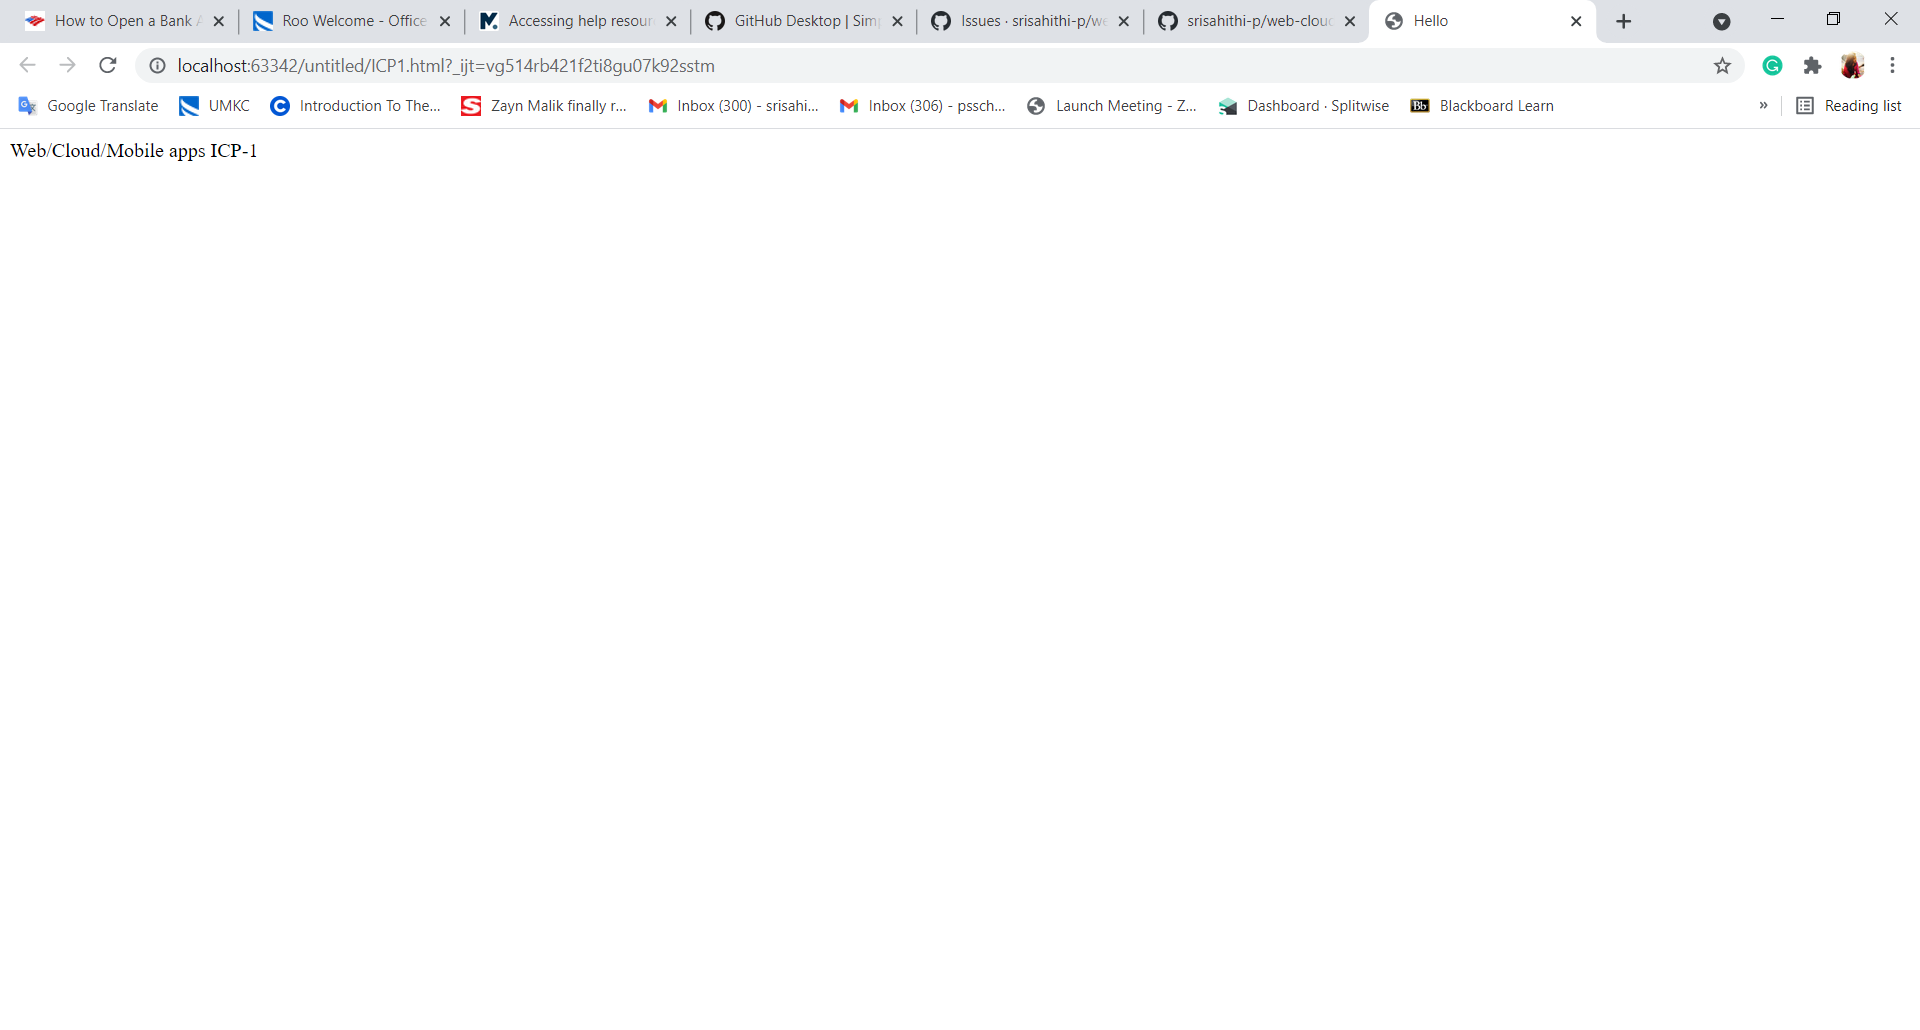 How to Open a Bank
Roo Welcome - Office
Accessing help resour
GitHub Desktop | Sim
Issues · srisahithi-p/we
srisahithi-p/web-clou
Hello
localhost:63342/untitled/ICP1.html?_ijt=vg514rb421f2ti8gu07k92sstm
Google Translate
UMKC
Introduction To The...
Zayn Malik finally r...
Inbox (300) - srisahi...
Inbox (306) - pssch...
Launch Meeting - Z...
Dashboard · Splitwise
Bb
Blackboard Learn
»
Reading list
Web/Cloud/Mobile apps ICP-1